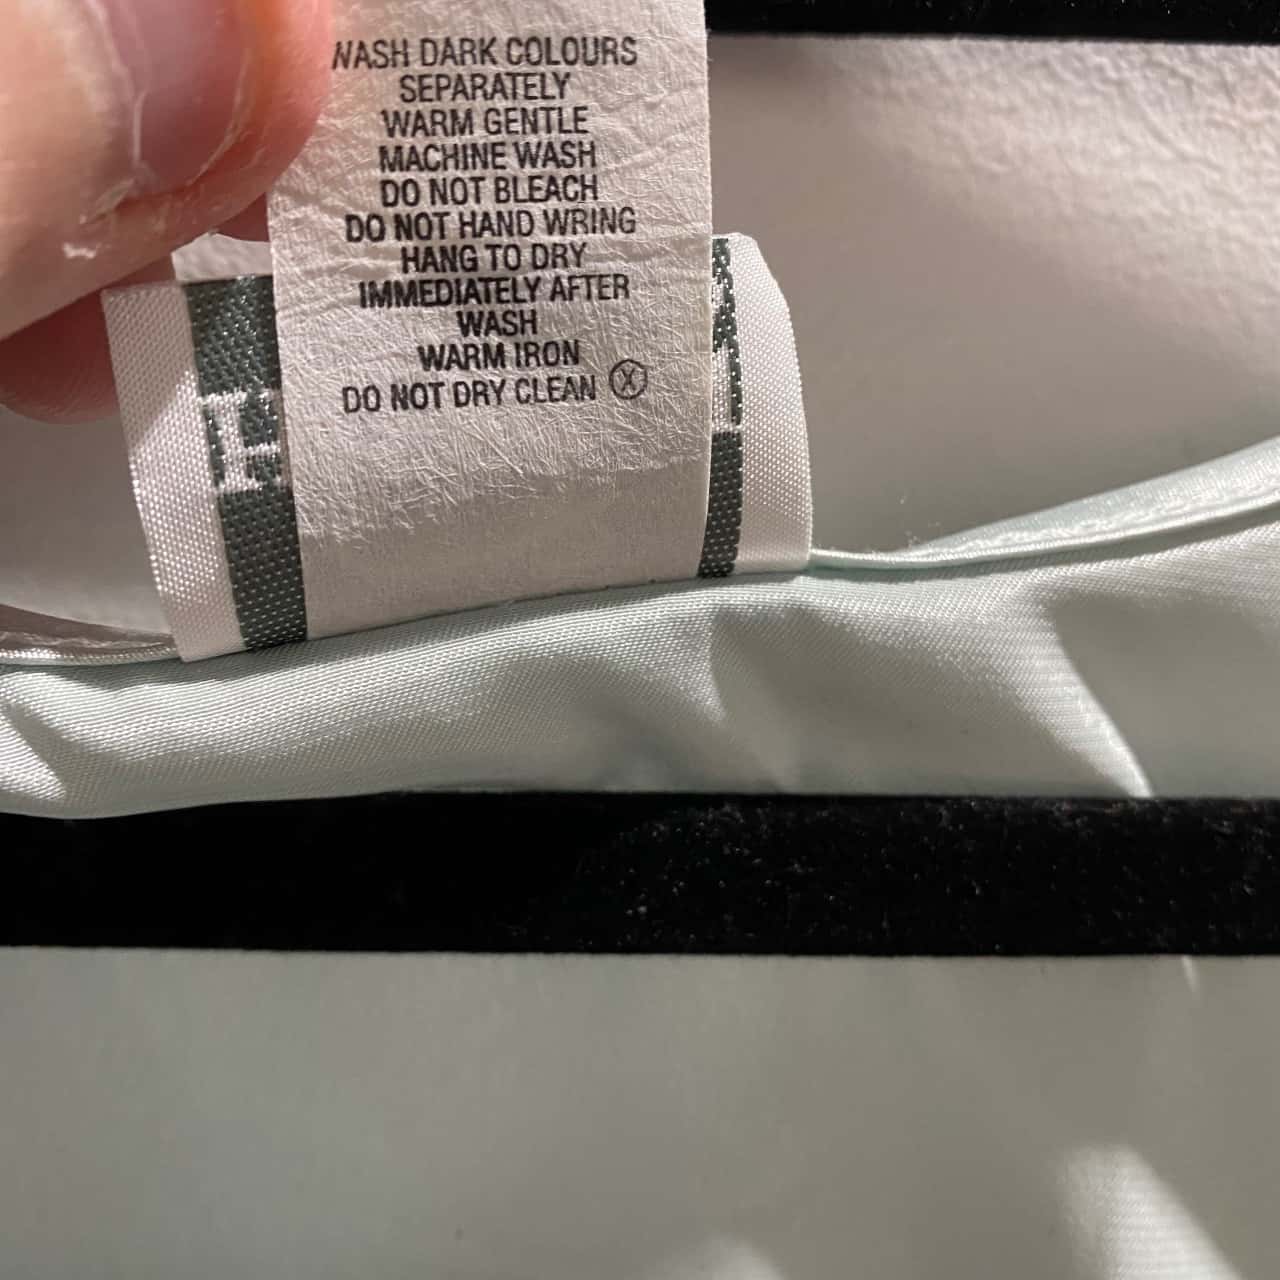 WASH DARK COLOURS
SEPARATELY
WARM GENTLE
MACHINE WASH
DO NOT BLEACH
DO NOT HAND WRING
HANG TO DRY
IMMEDIATELY AFTER
WASH
WARM IRON
DO NOT DRY CLEAN Ⓧ